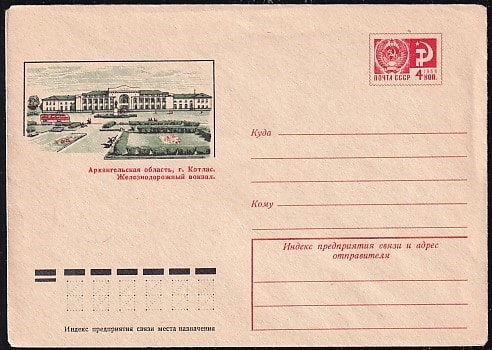 ПОЧТА СССР
1966
4 КОП.
Архангельская область, г. Котлас.
Железнодорожный вокзал.
Куда
Кому
Индекс предприятия связи и адрес
отправителя
Индекс предприятия связи места назначения